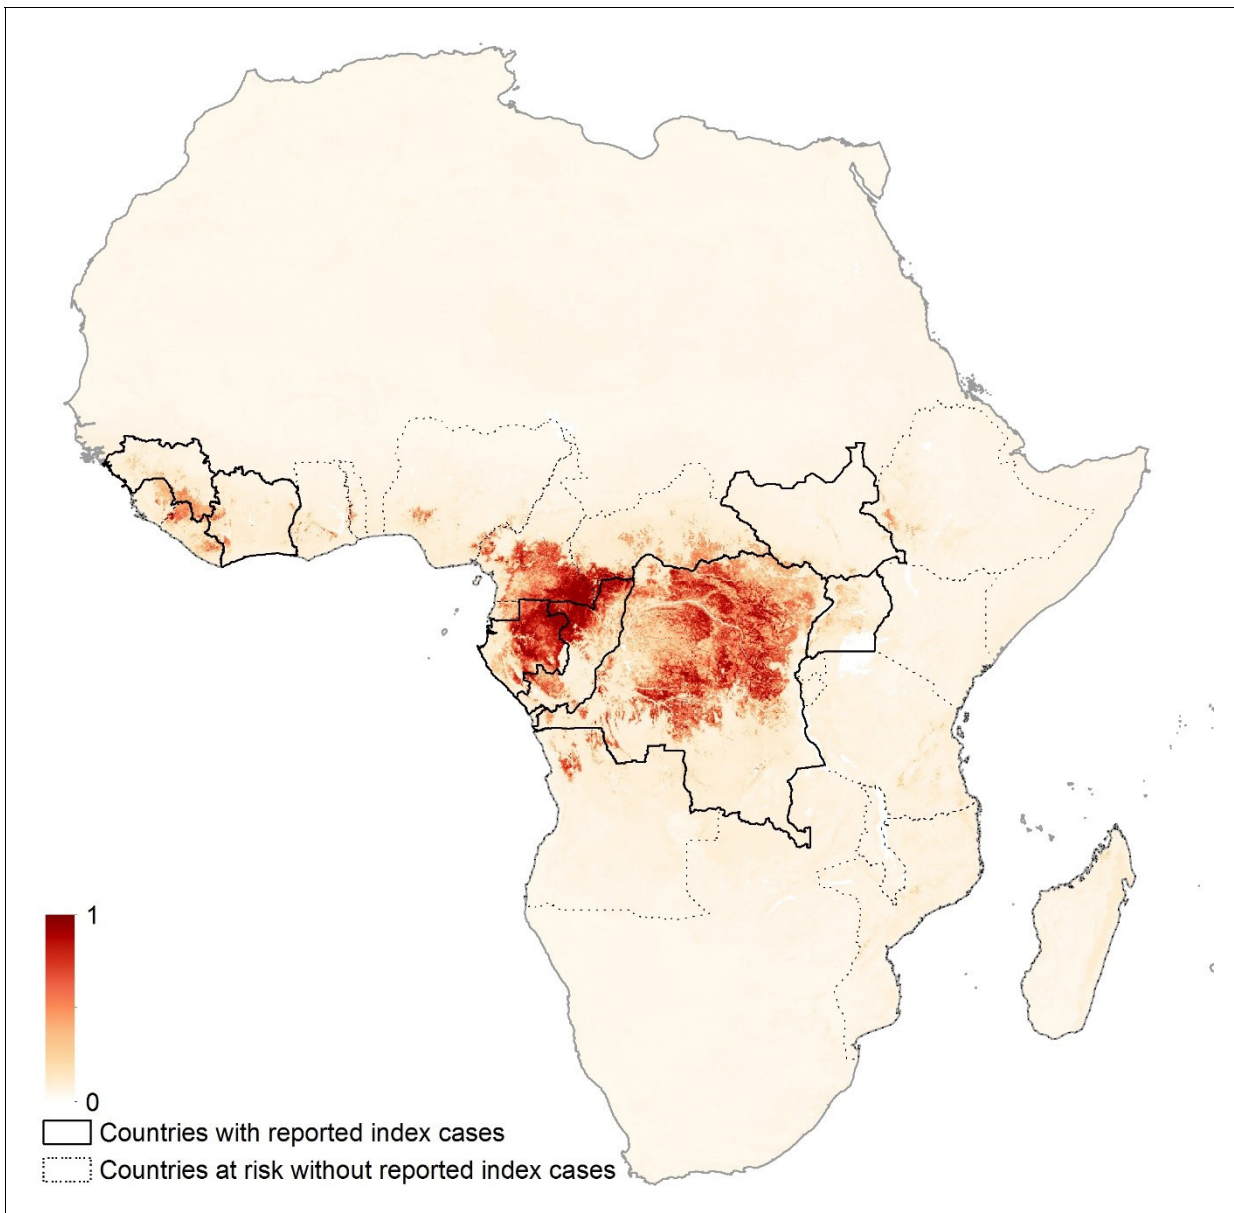 1
0
Countries with reported index cases
Countries at risk without reported index cases